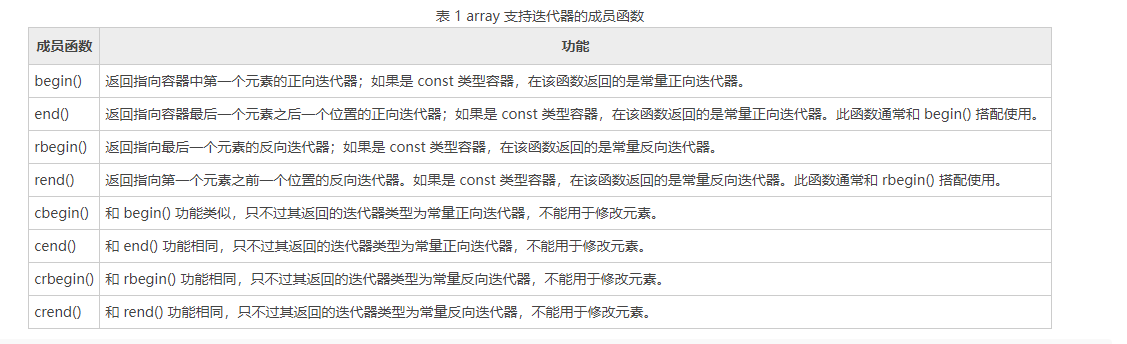 表 1 array 支持迭代器的成员函数
成员函数 功能
begin() 返回指向容器中第一个元素的正向迭代器；如果是 const 类型容器，在该函数返回的是常量正向迭代器。
end() 返回指向容器最后一个元素之后一个位置的正向迭代器；如果是 const 类型容器，在该函数返回的是常量正向迭代器。此函数通常和 begin() 搭配使用。
rbegin() 返回指向最后一个元素的反向迭代器；如果是 const 类型容器，在该函数返回的是常量反向迭代器。
rend() 返回指向第一个元素之前一个位置的反向迭代器。如果是 const 类型容器，在该函数返回的是常量反向迭代器。此函数通常和 rbegin() 搭配使用。
cbegin() 和 begin() 功能类似，只不过其返回的迭代器类型为常量正向迭代器，不能用于修改元素。
cend() 和 end() 功能相同，只不过其返回的迭代器类型为常量正向迭代器，不能用于修改元素。
crbegin() 和 rbegin() 功能相同，只不过其返回的迭代器类型为常量反向迭代器，不能用于修改元素。
crend() 和 rend() 功能相同，只不过其返回的迭代器类型为常量反向迭代器，不能用于修改元素。